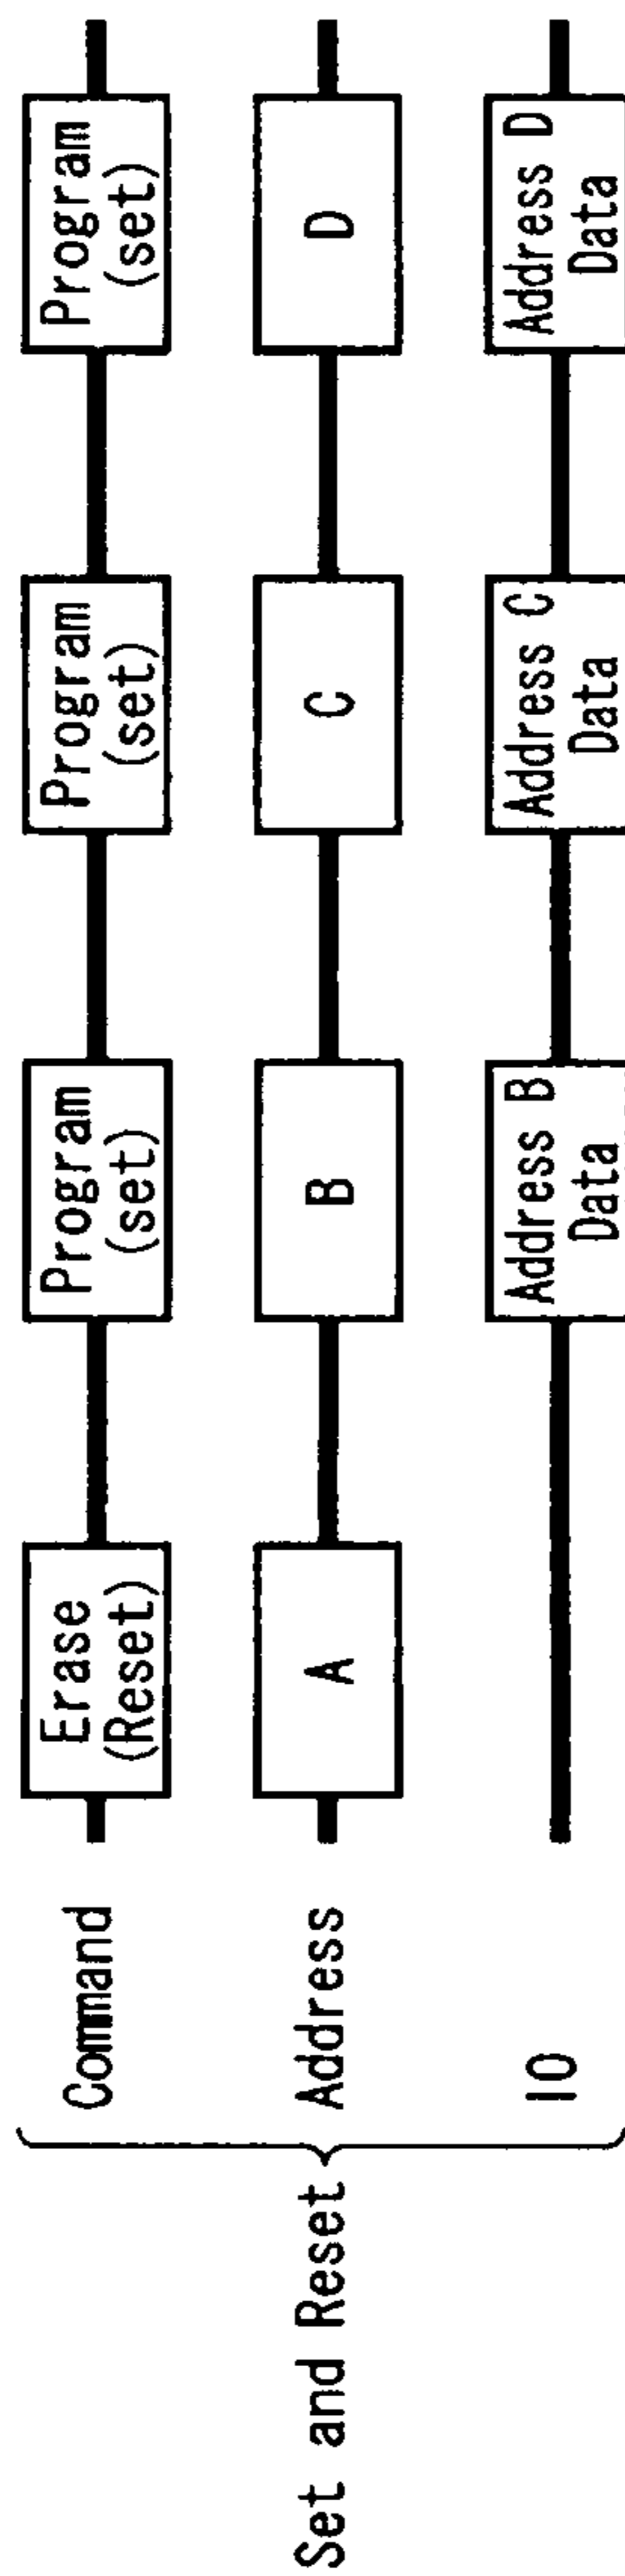 Set and Reset
Command
Erase
(Reset)
Program
(set)
Program
(set)
Program
(set)
Address
A
B
C
D
IO
Address B
Data
Address C
Data
Address D
Data